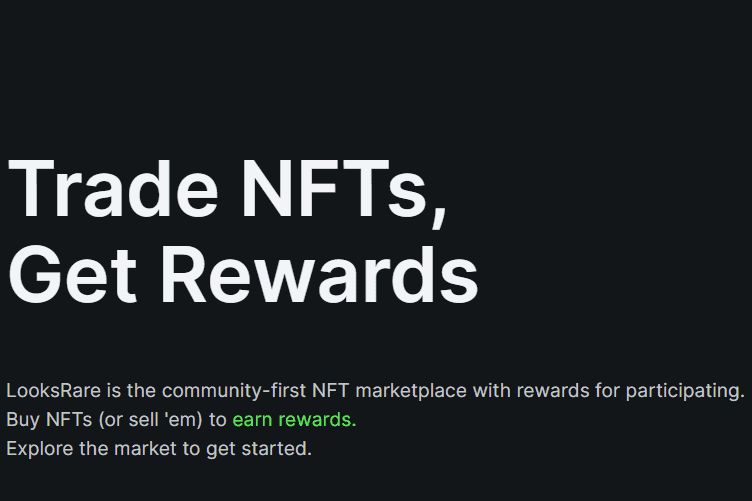 Trade NFTs,
Get Rewards
LooksRare is the community-first NFT marketplace with rewards for participating.
Buy NFTs (or sell 'em) to earn rewards.
Explore the market to get started.